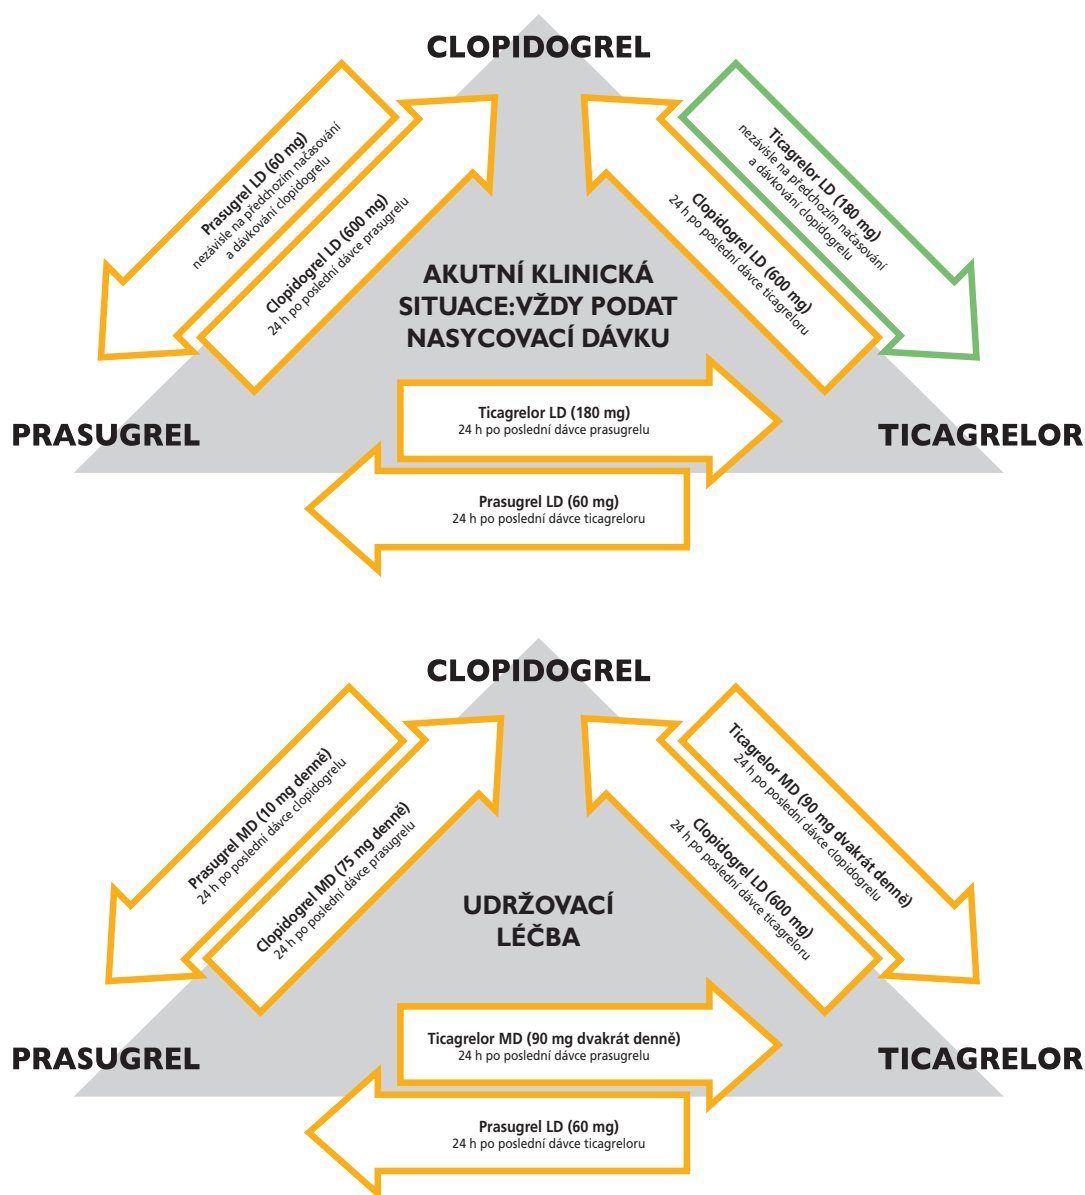 CLOPIDOGREL
Prasugrel LD (60 mg)
nezávisle na předchozím načasování
a dávkování clopidogrelu
Clopidogrel LD (600 mg)
24 h po poslední dávce prasugrelu
Ticagrelor LD (180 mg)
nezávisle na předchozím načasování
a dávkování clopidogrelu
Clopidogrel LD (600 mg)
24 h po poslední dávce ticagreloru
AKUTNÍ KLINICKÁ
SITUACE:VŽDY PODAT
NASYCOVACÍ DÁVKU
PRASUGREL
Ticagrelor LD (180 mg)
24 h po poslední dávce prasugrelu
TICAGRELOR
Prasugrel LD (60 mg)
24 h po poslední dávce ticagreloru
CLOPIDOGREL
Prasugrel MD (10 mg denně)
24 h po poslední dávce clopidogrelu
Clopidogrel MD (75 mg denně)
24 h po poslední dávce prasugrelu
Ticagrelor MD (90 mg dvakrát denně)
24 h po poslední dávce clopidogrelu
Clopidogrel LD (600 mg)
24 h po poslední dávce ticagreloru
UDRŽOVACÍ
LÉČBA
PRASUGREL
Ticagrelor MD (90 mg dvakrát denně)
24 h po poslední dávce prasugrelu
TICAGRELOR
Prasugrel LD (60 mg)
24 h po poslední dávce ticagreloru